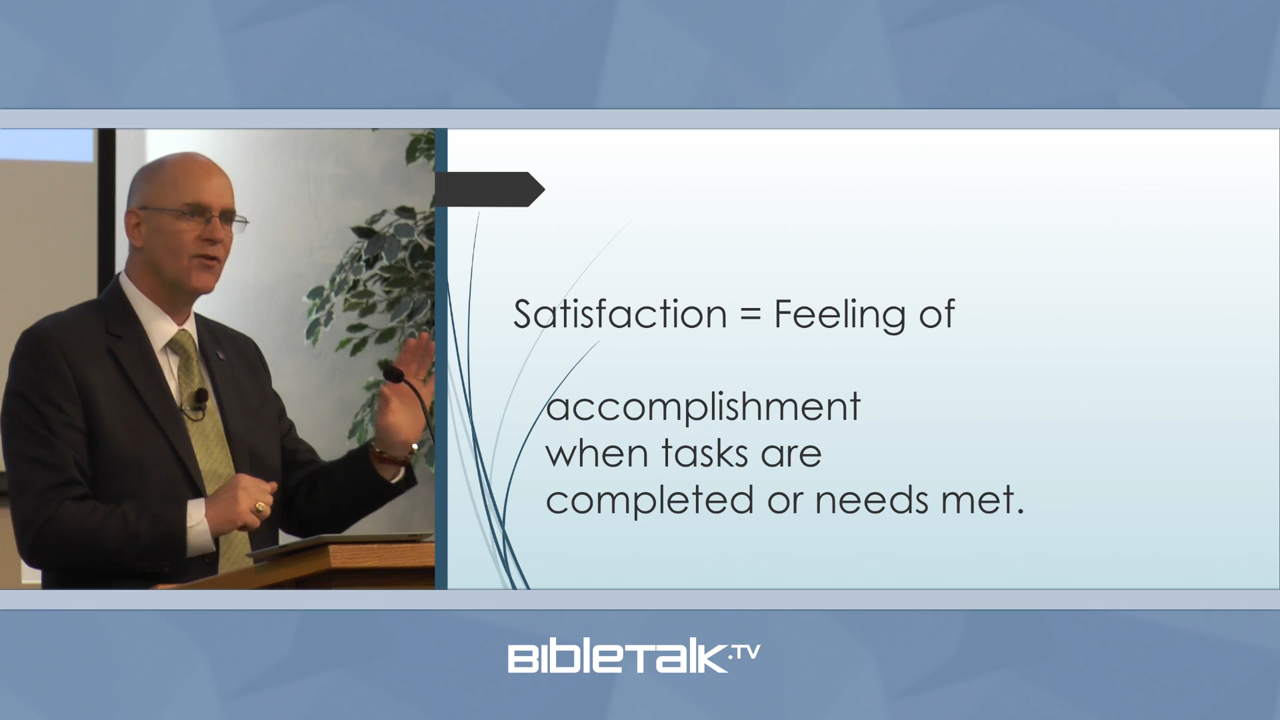 Satisfaction = Feeling of
accomplishment
when tasks are
completed or needs met.
BIBLETALK.TV